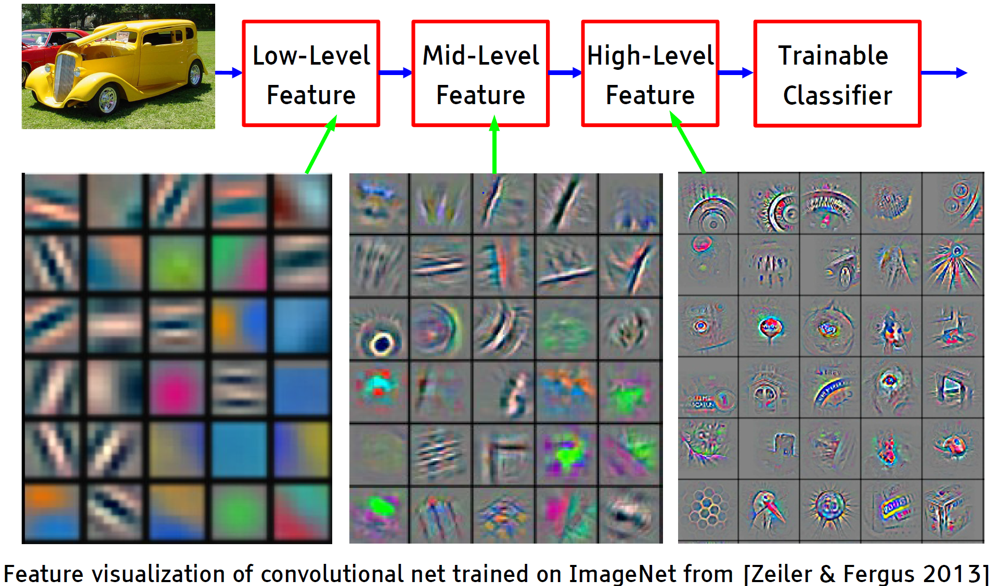 Low-Level
Feature
Mid-Level
Feature
High-Level
Feature
Trainable
Classifier
Feature visualization of convolutional net trained on ImageNet from [Zeiler & Fergus 2013]